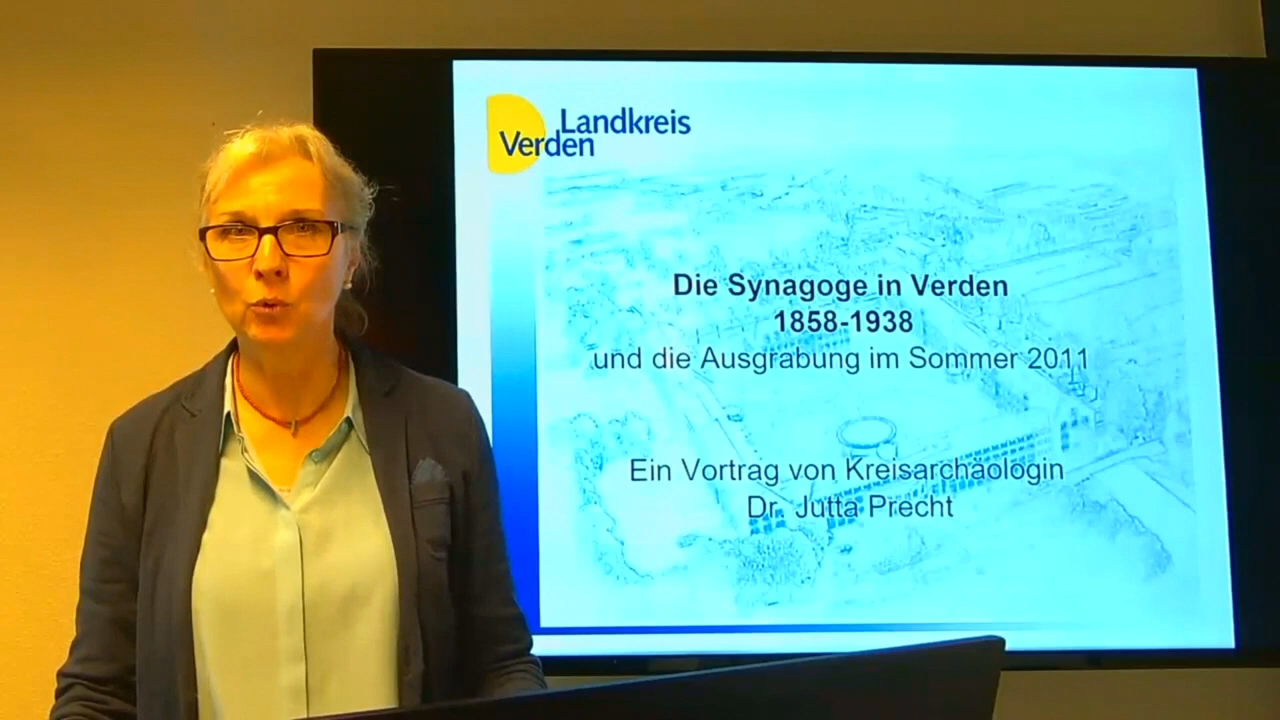 Landkreis
Verden
Die Synagoge in Verden
1858-1938
und die Ausgrabung im Sommer 2011
Ein Vortrag von Kreisarchäologin
Dr. Jutta Precht